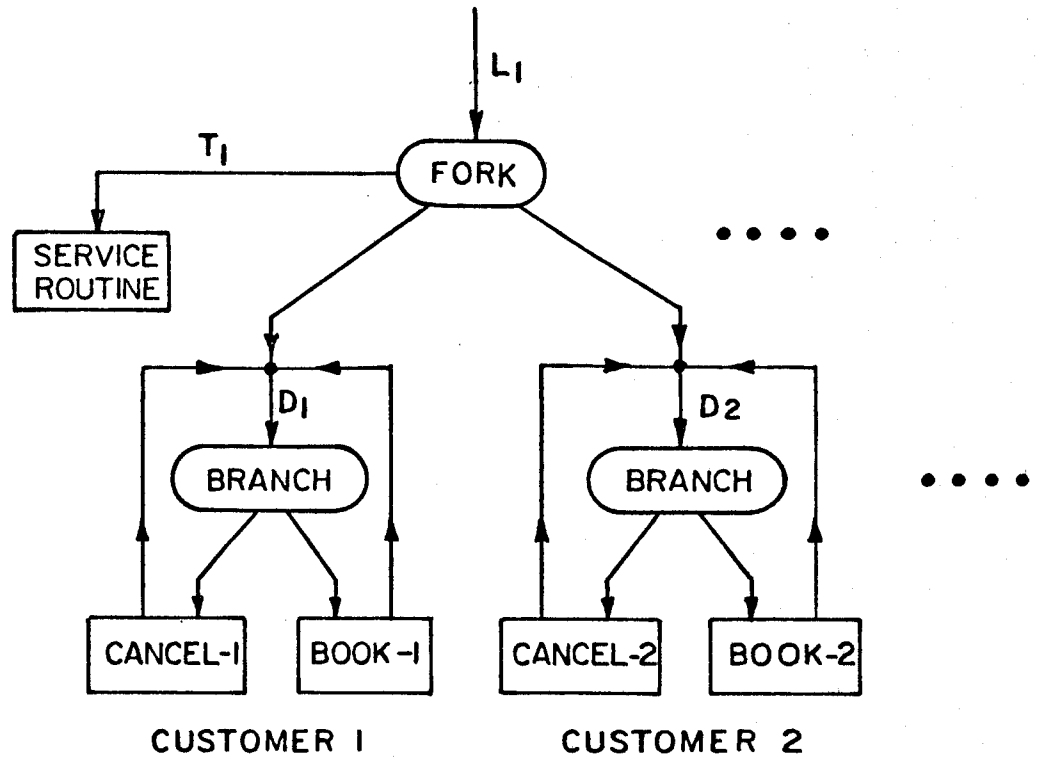 L1
T1
FORK
SERVICE
ROUTINE
D1
D2
BRANCH
BRANCH
CANCEL-1
BOOK-1
CANCEL-2
BOOK-2
CUSTOMER 1
CUSTOMER 2